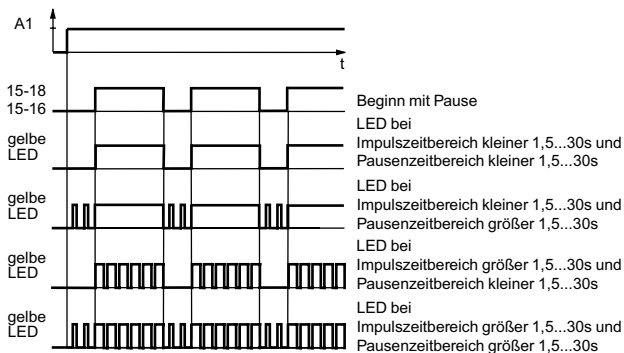 A1
t
15-18
15-16
Beginn mit Pause
gelbe
LED
LED bei
Impulszeitbereich kleiner 1,5...30s und
Pausenzeitbereich kleiner 1,5...30s
gelbe
LED
LED bei
Impulszeitbereich kleiner 1,5...30s und
Pausenzeitbereich größer 1,5...30s
gelbe
LED
LED bei
Impulszeitbereich größer 1,5...30s und
Pausenzeitbereich kleiner 1,5...30s
gelbe
LED
LED bei
Impulszeitbereich größer 1,5...30s und
Pausenzeitbereich größer 1,5...30s